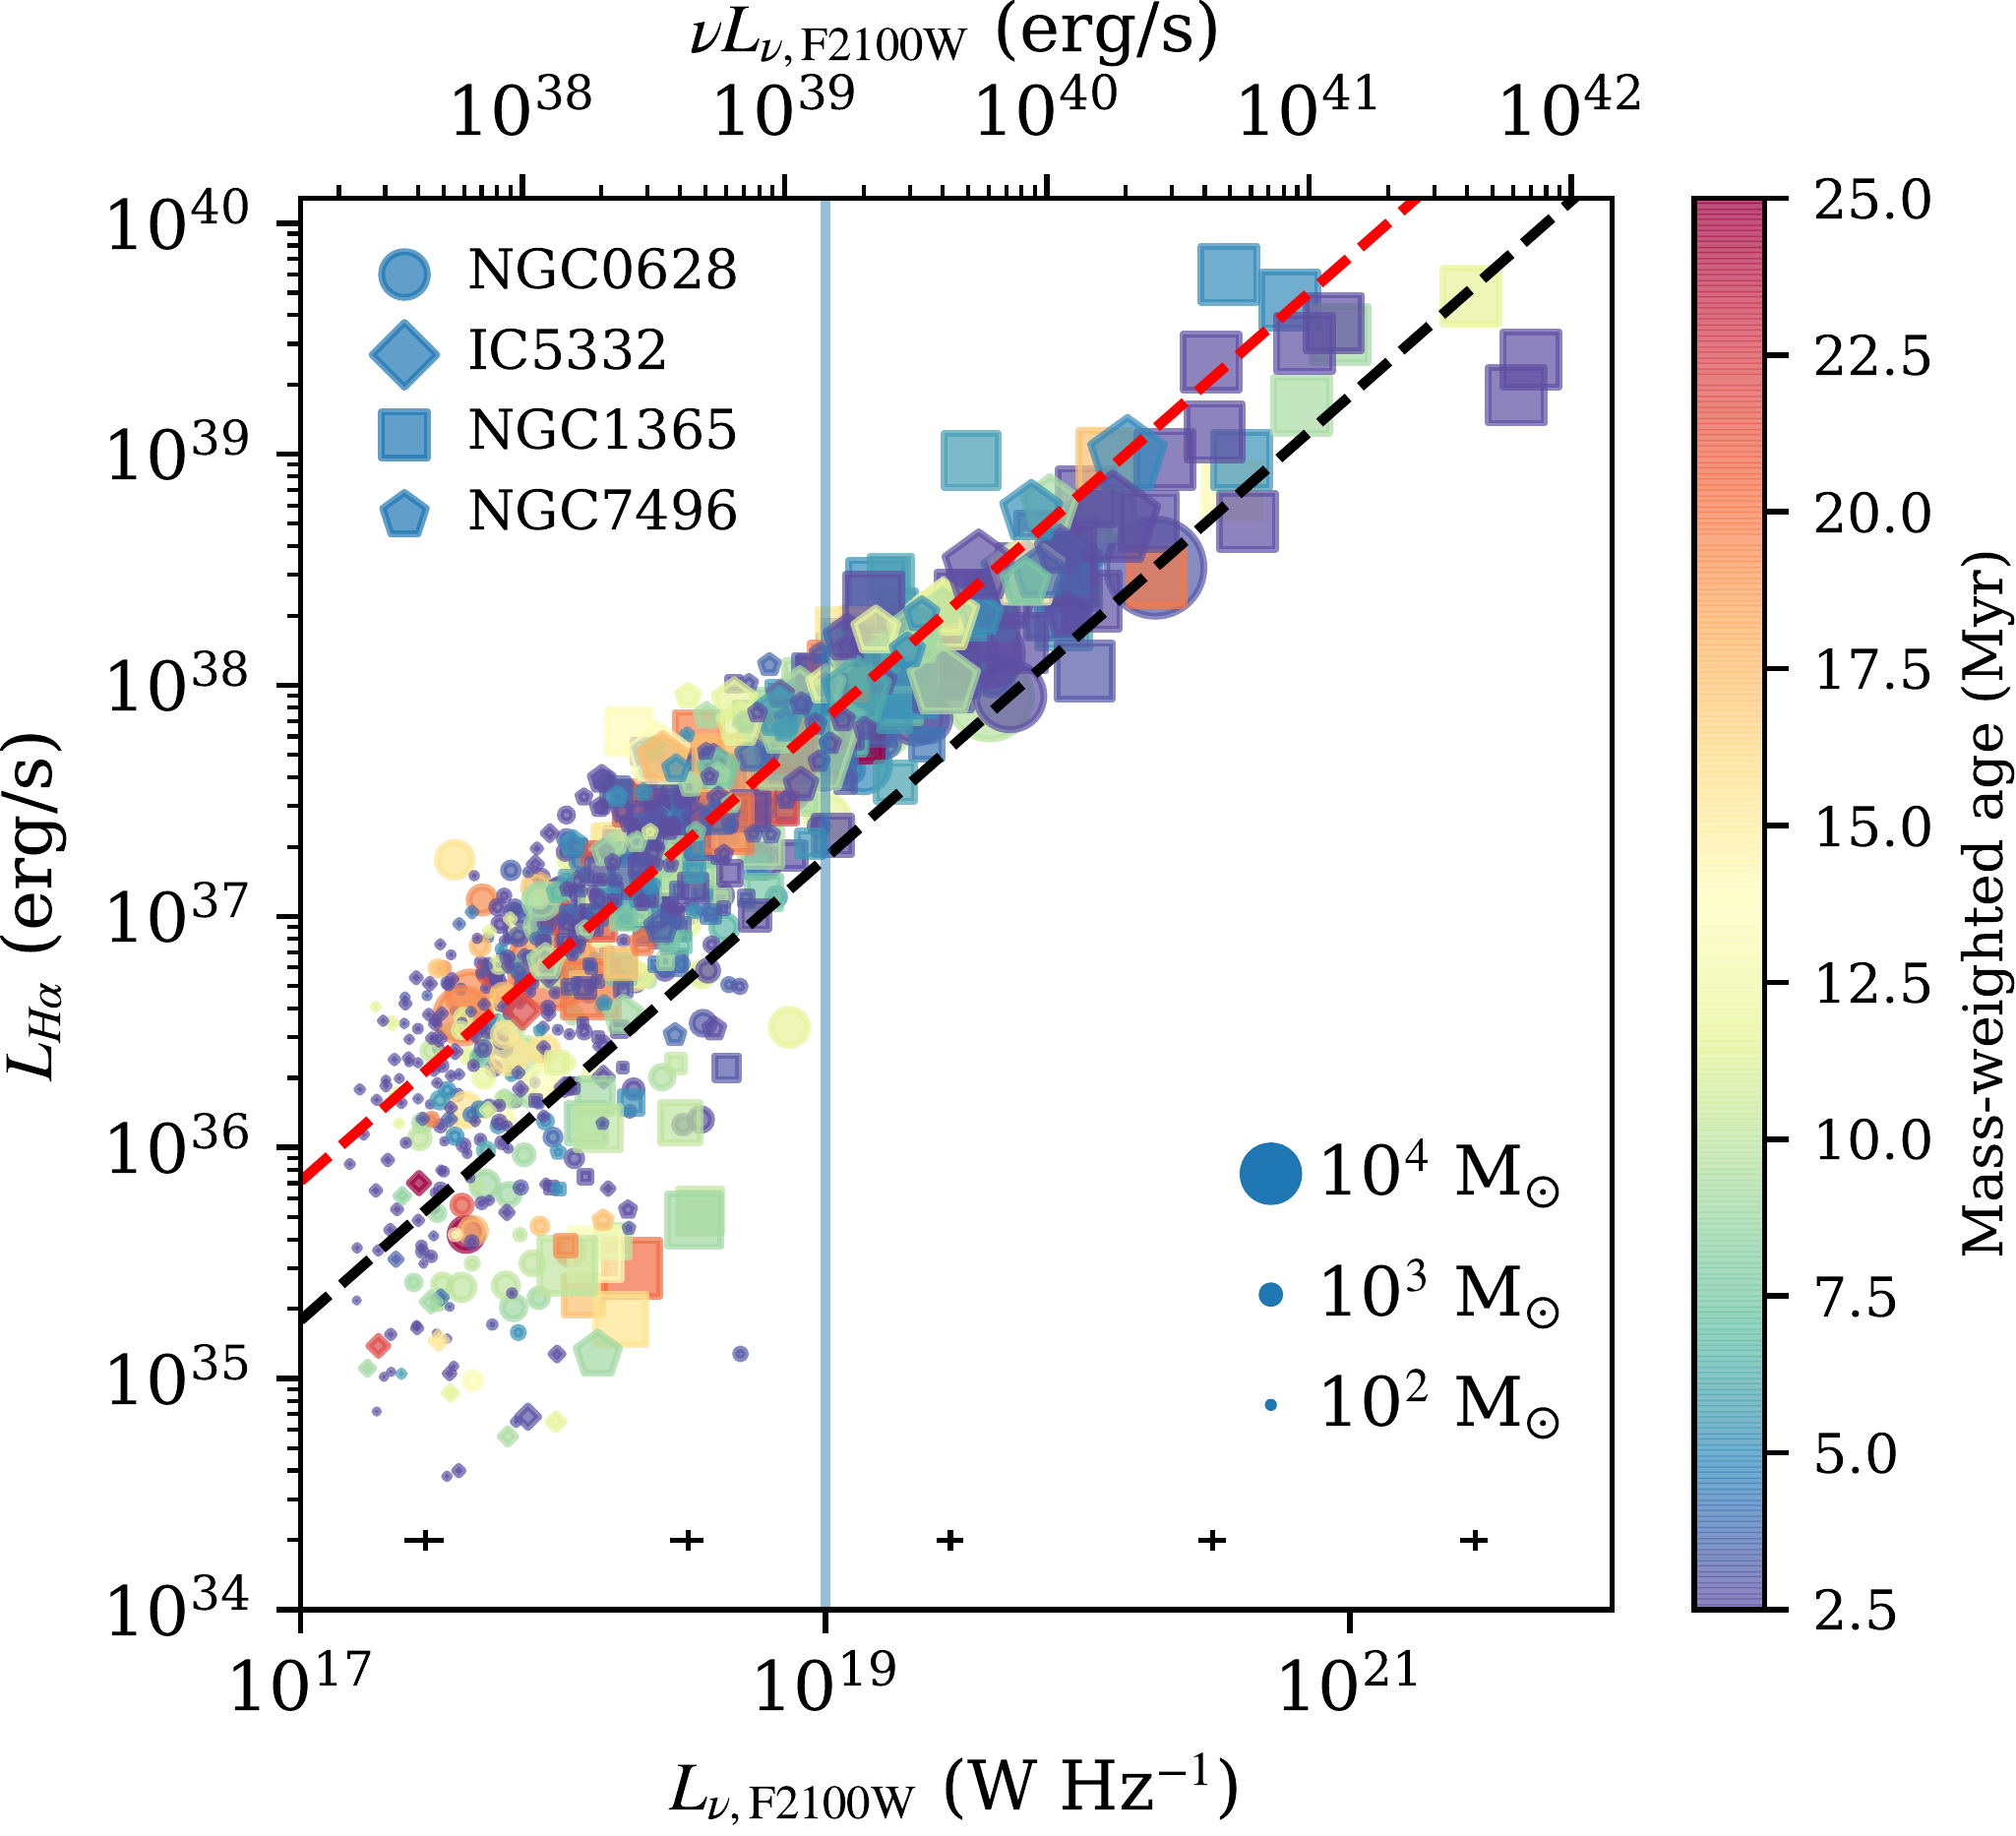 νL_ν, F2100W (erg/s)
10^38 10^39 10^40 10^41 10^42
10^40
10^39
10^38
10^37
10^36
10^35
10^34
L_Hα (erg/s)
NGC0628
IC5332
NGC1365
NGC7496
10^4 M_⊙
10^3 M_⊙
10^2 M_⊙
10^17 10^19 10^21
L_ν, F2100W (W Hz^−1)
25.0
22.5
20.0
17.5
15.0
12.5
10.0
7.5
5.0
2.5
Mass-weighted age (Myr)